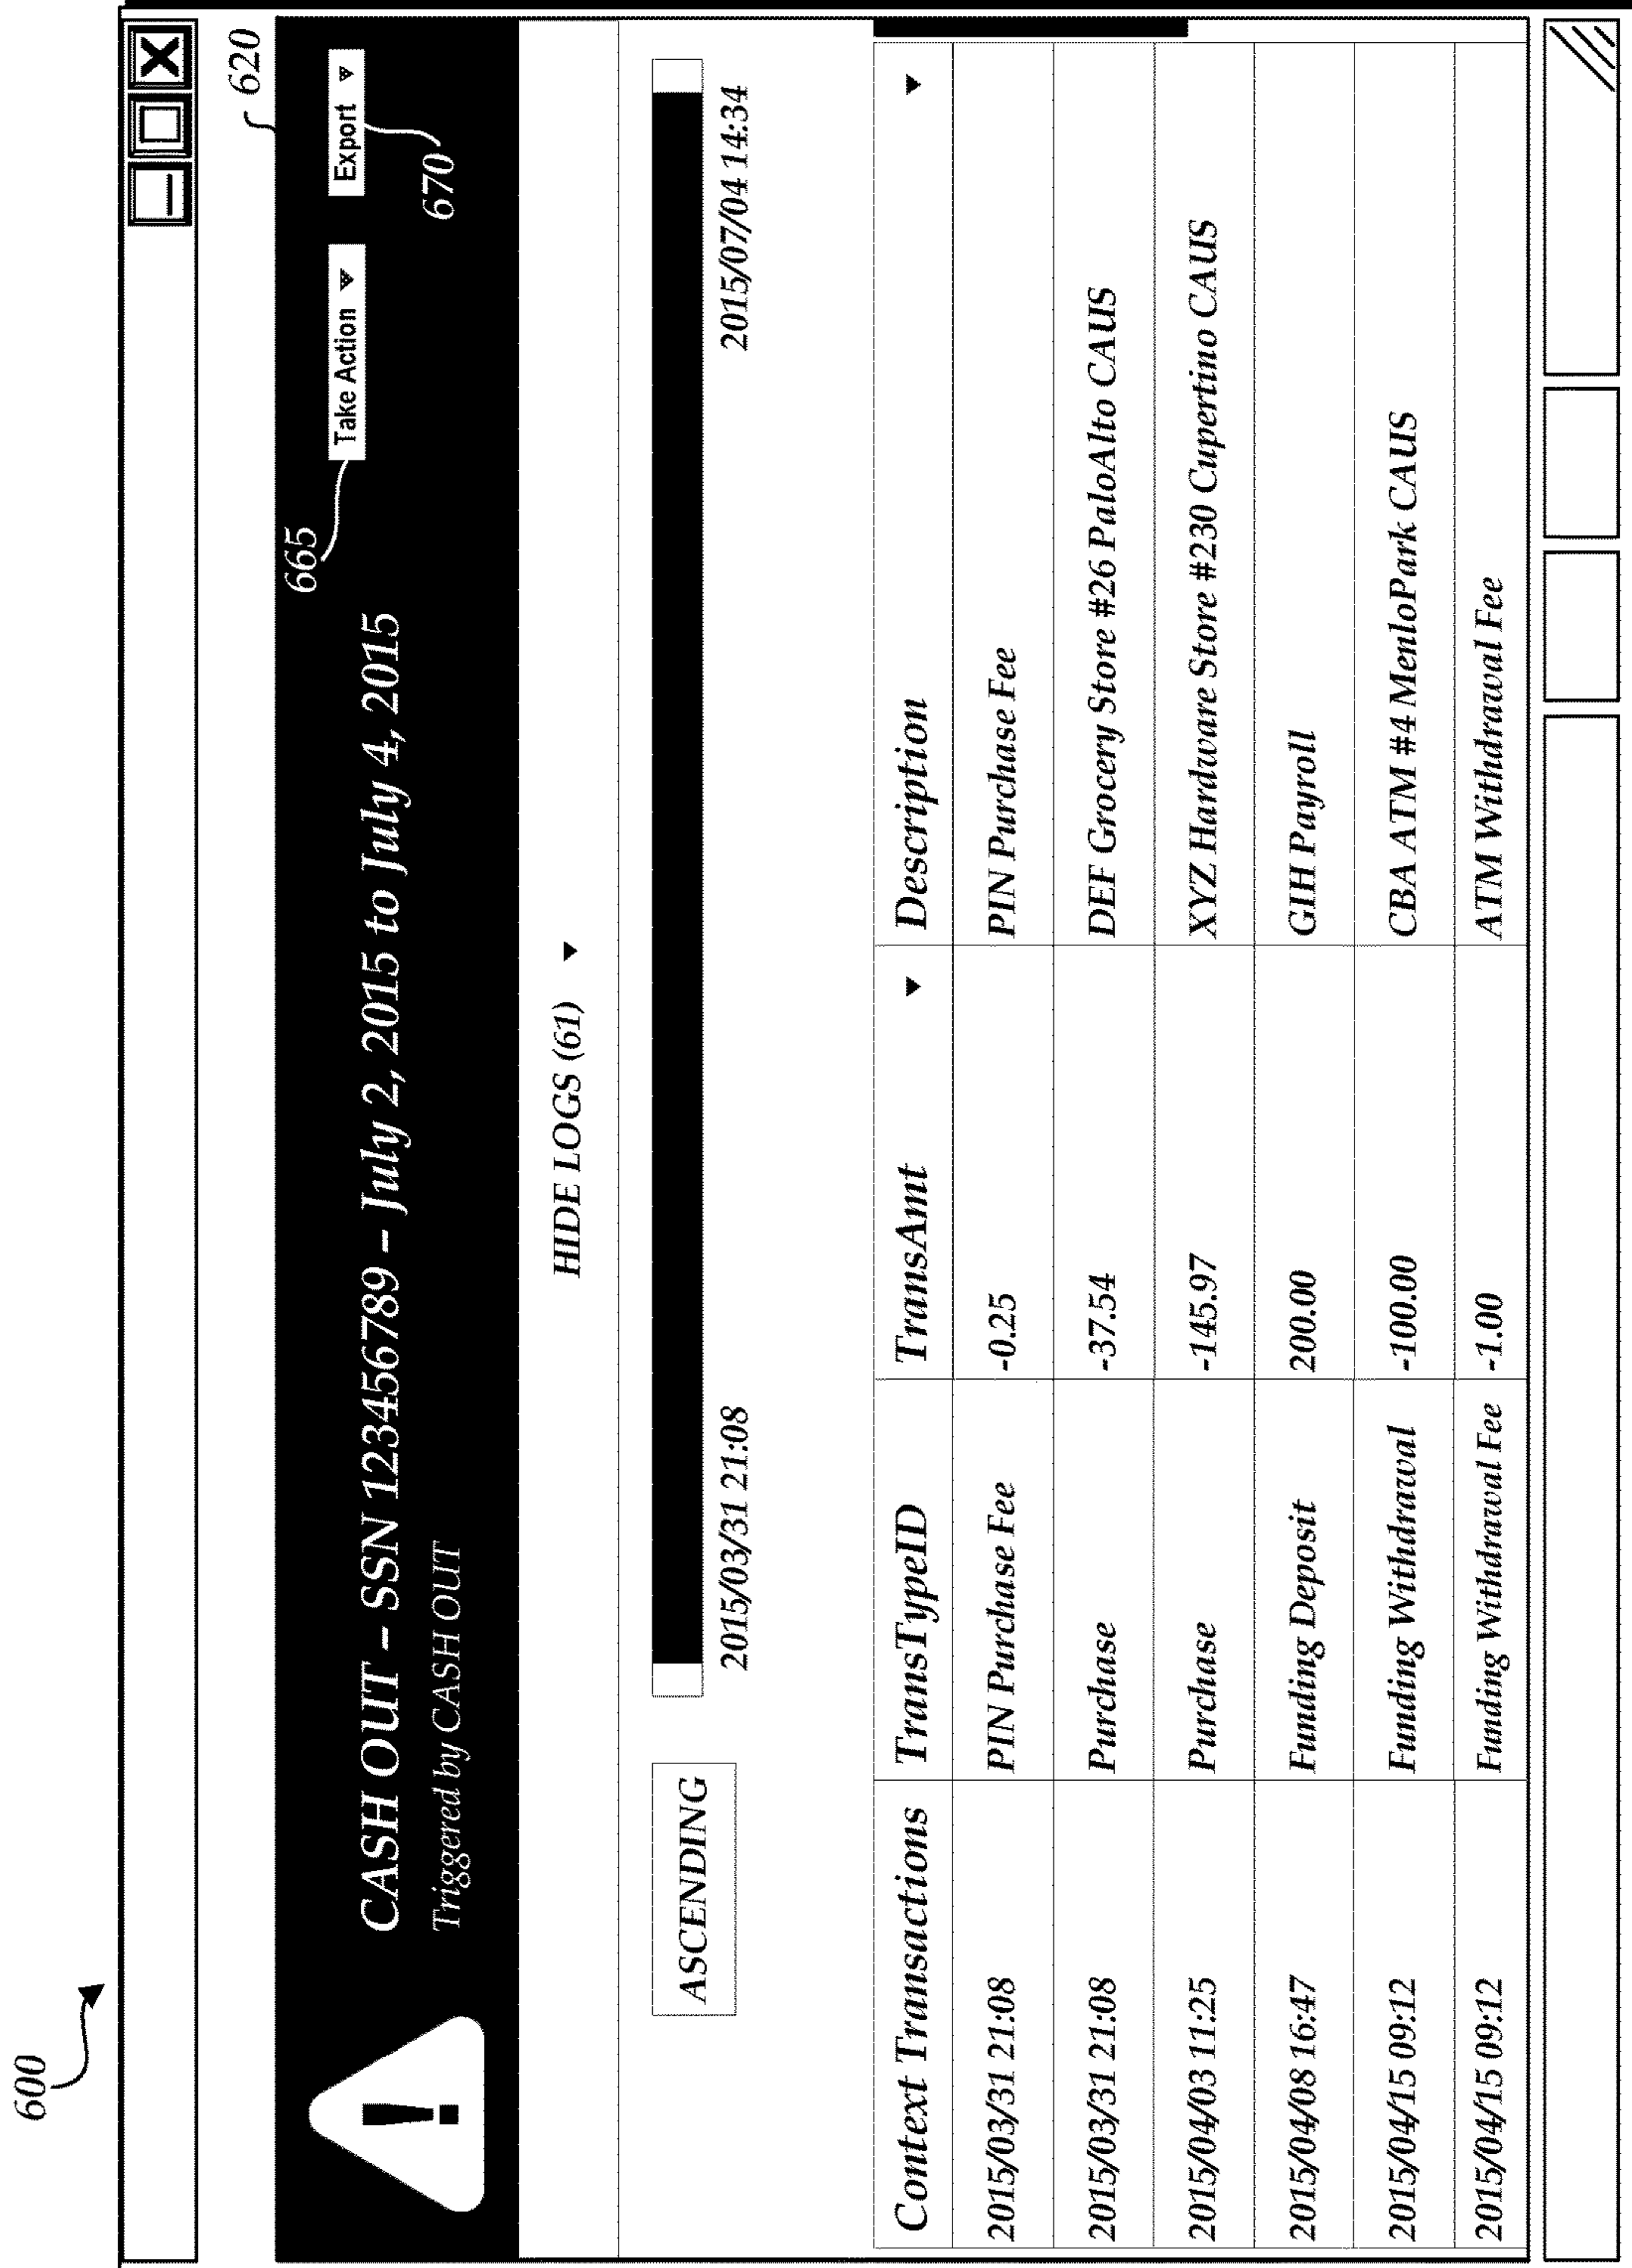 600
620
665
Take Action
Export
670
CASH OUT – SSN 123456789 – July 2, 2015 to July 4, 2015
Triggered by CASH OUT
HIDE LOGS (61)
ASCENDING
2015/03/31 21:08
2015/07/04 14:34
Context Transactions TransTypeID TransAmt Description
2015/03/31 21:08 PIN Purchase Fee -0.25 PIN Purchase Fee
2015/03/31 21:08 Purchase -37.54 DEF Grocery Store #26 PaloAlto CAUS
2015/04/03 11:25 Purchase -145.97 XYZ Hardware Store #230 Cupertino CAUS
2015/04/08 16:47 Funding Deposit 200.00 GIH Payroll
2015/04/15 09:12 Funding Withdrawal -100.00 CBA ATM #4 MenloPark CAUS
2015/04/15 09:12 Funding Withdrawal Fee -1.00 ATM Withdrawal Fee